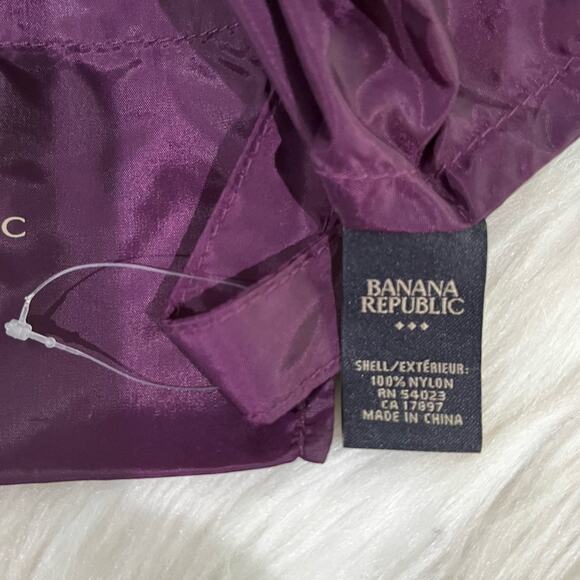 C
BANANA
REPUBLIC
SHELL/EXTÉRIEUR:
100% NYLON
RN 54023
CA 17897
MADE IN CHINA